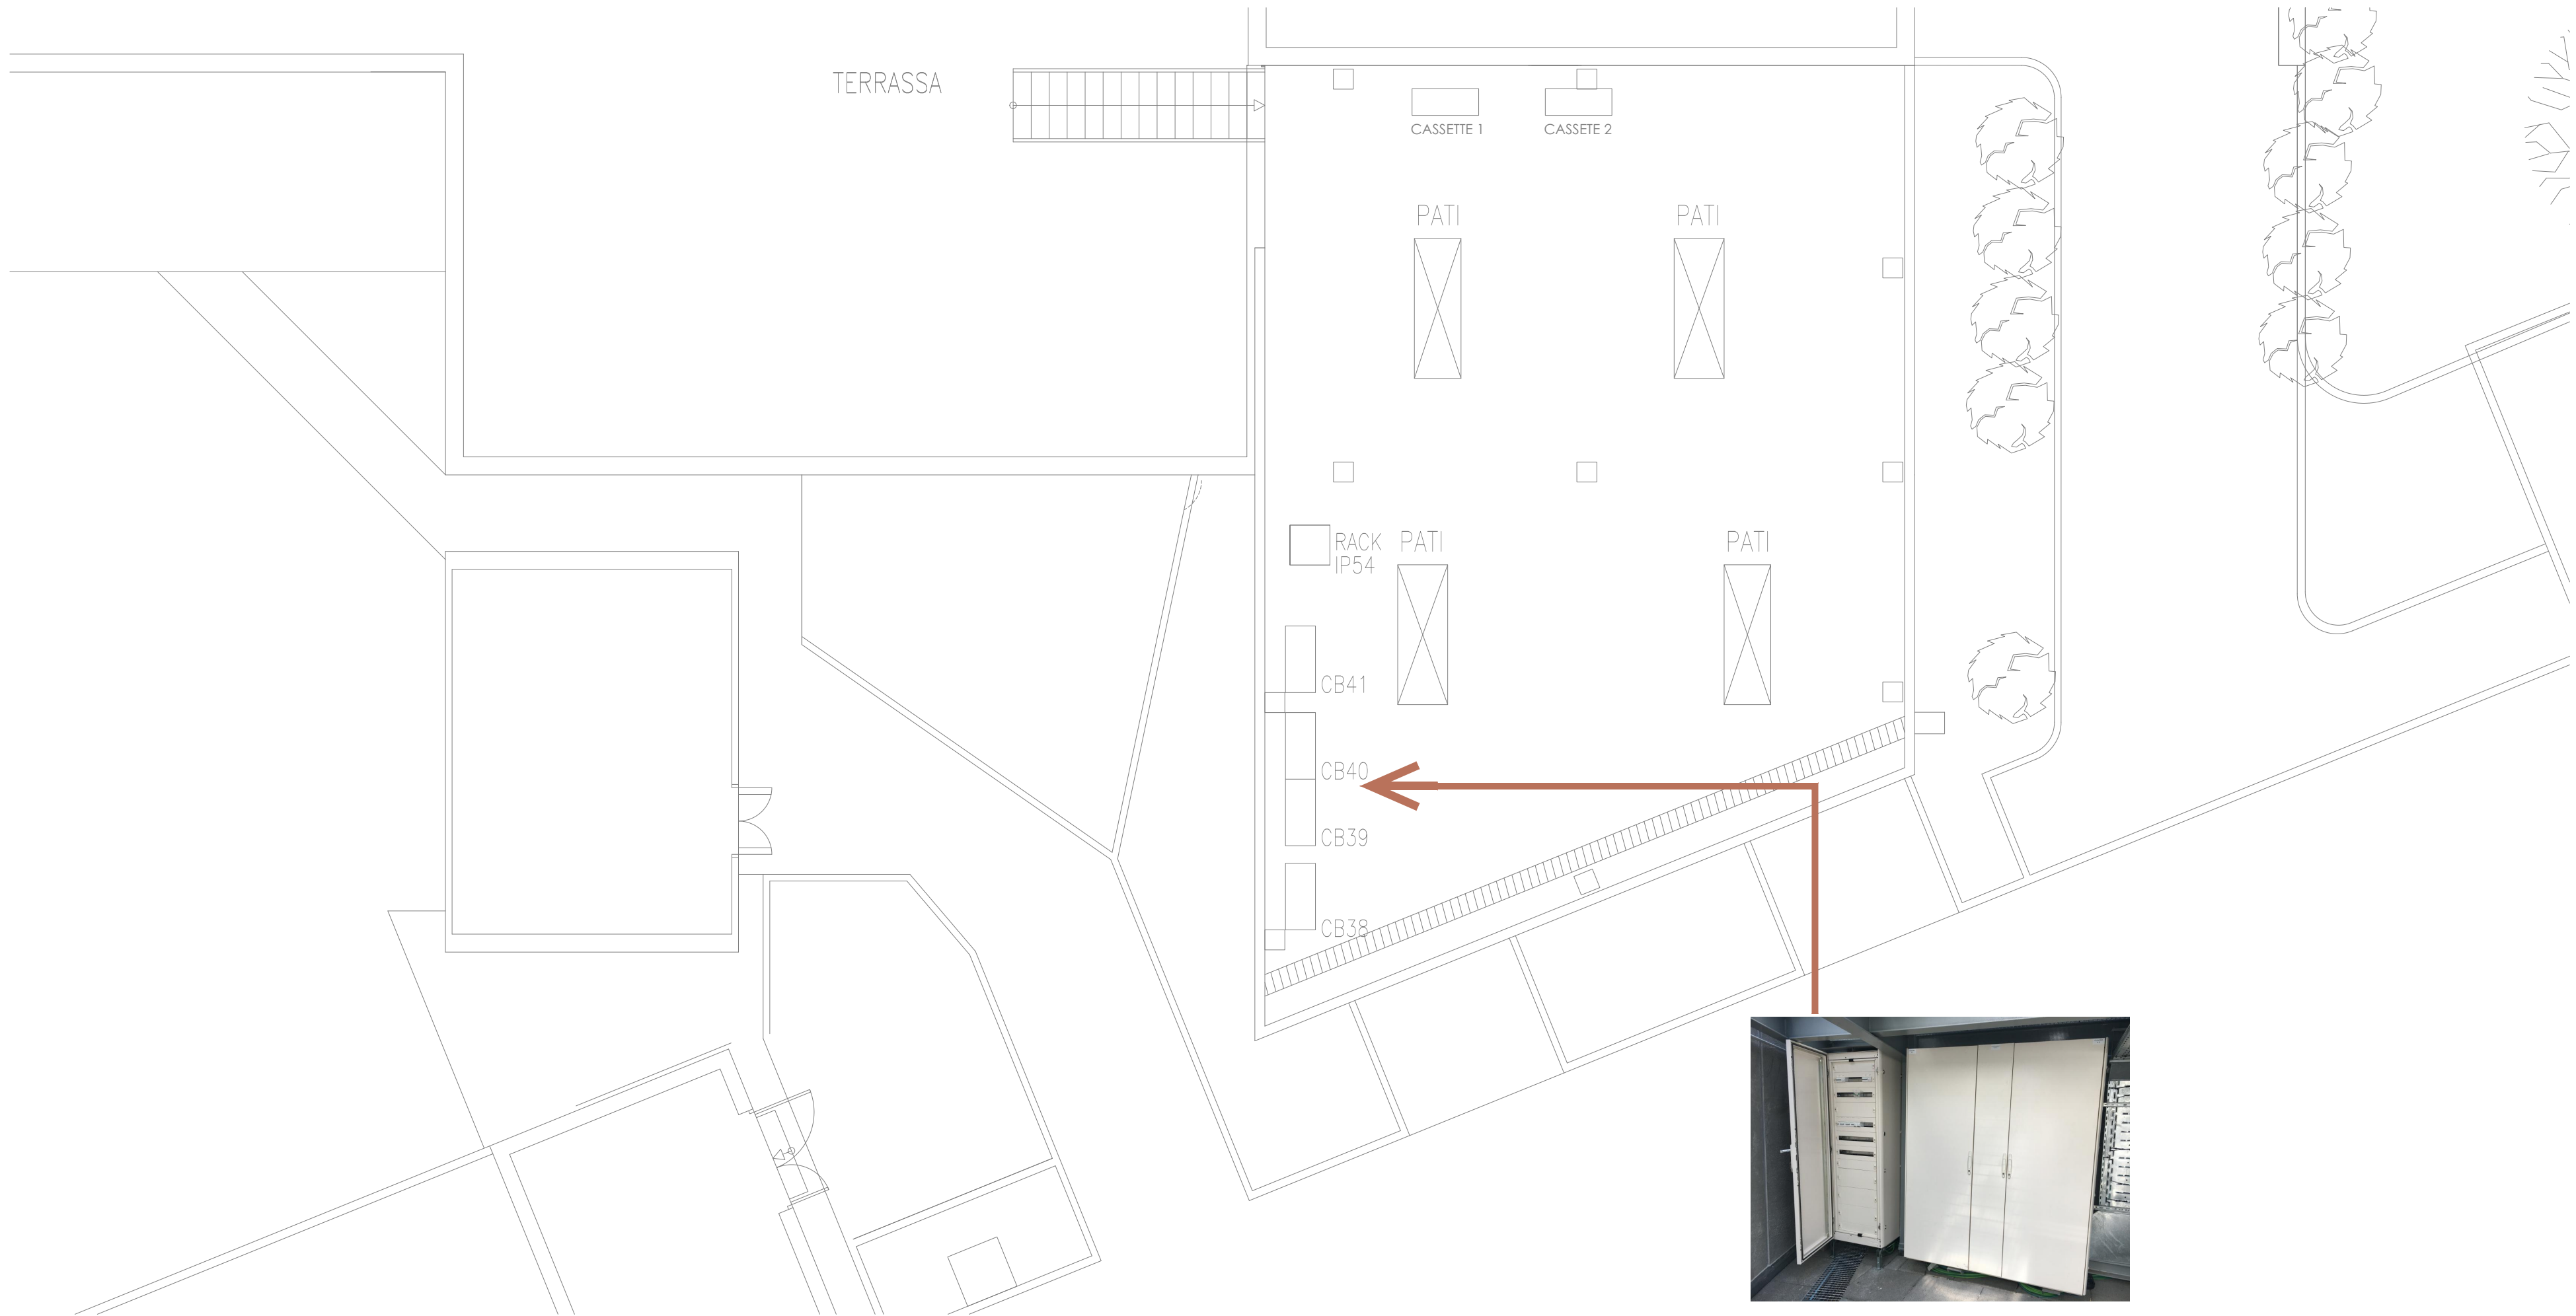 TERRASSA
CASSETTE 1
CASSETE 2
PATI
PATI
RACK
IP54
PATI
PATI
CB41
CB40
CB39
CB38